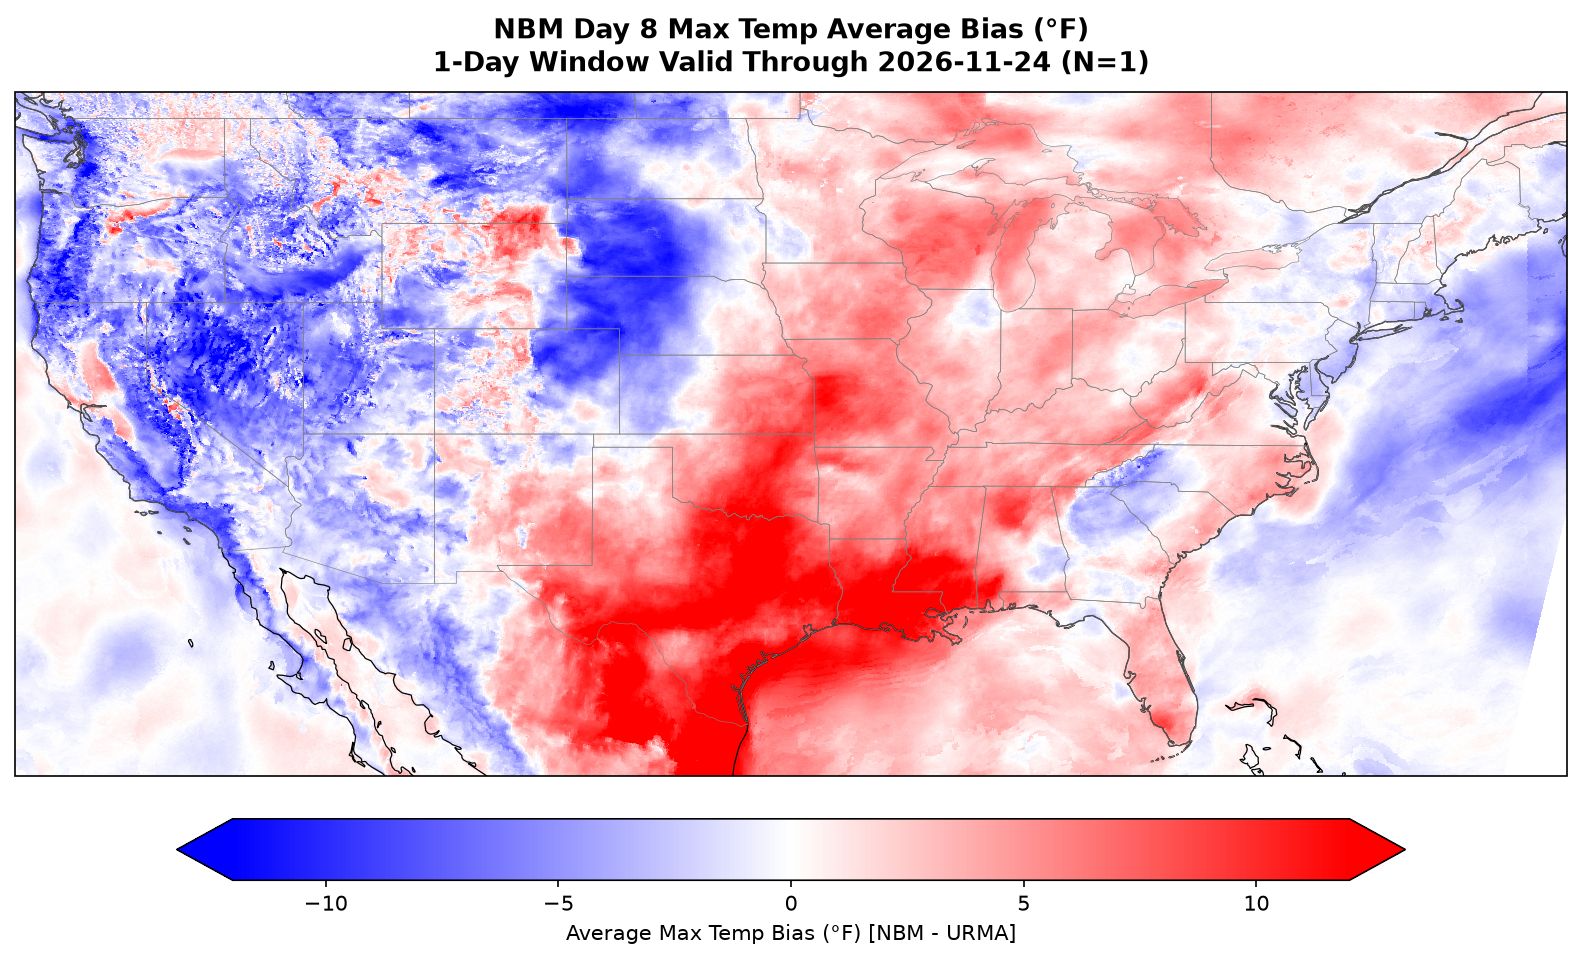 NBM Day 8 Max Temp Average Bias (°F)
1-Day Window Valid Through 2026-11-24 (N=1)
−10 −5 0 5 10
Average Max Temp Bias (°F) [NBM - URMA]